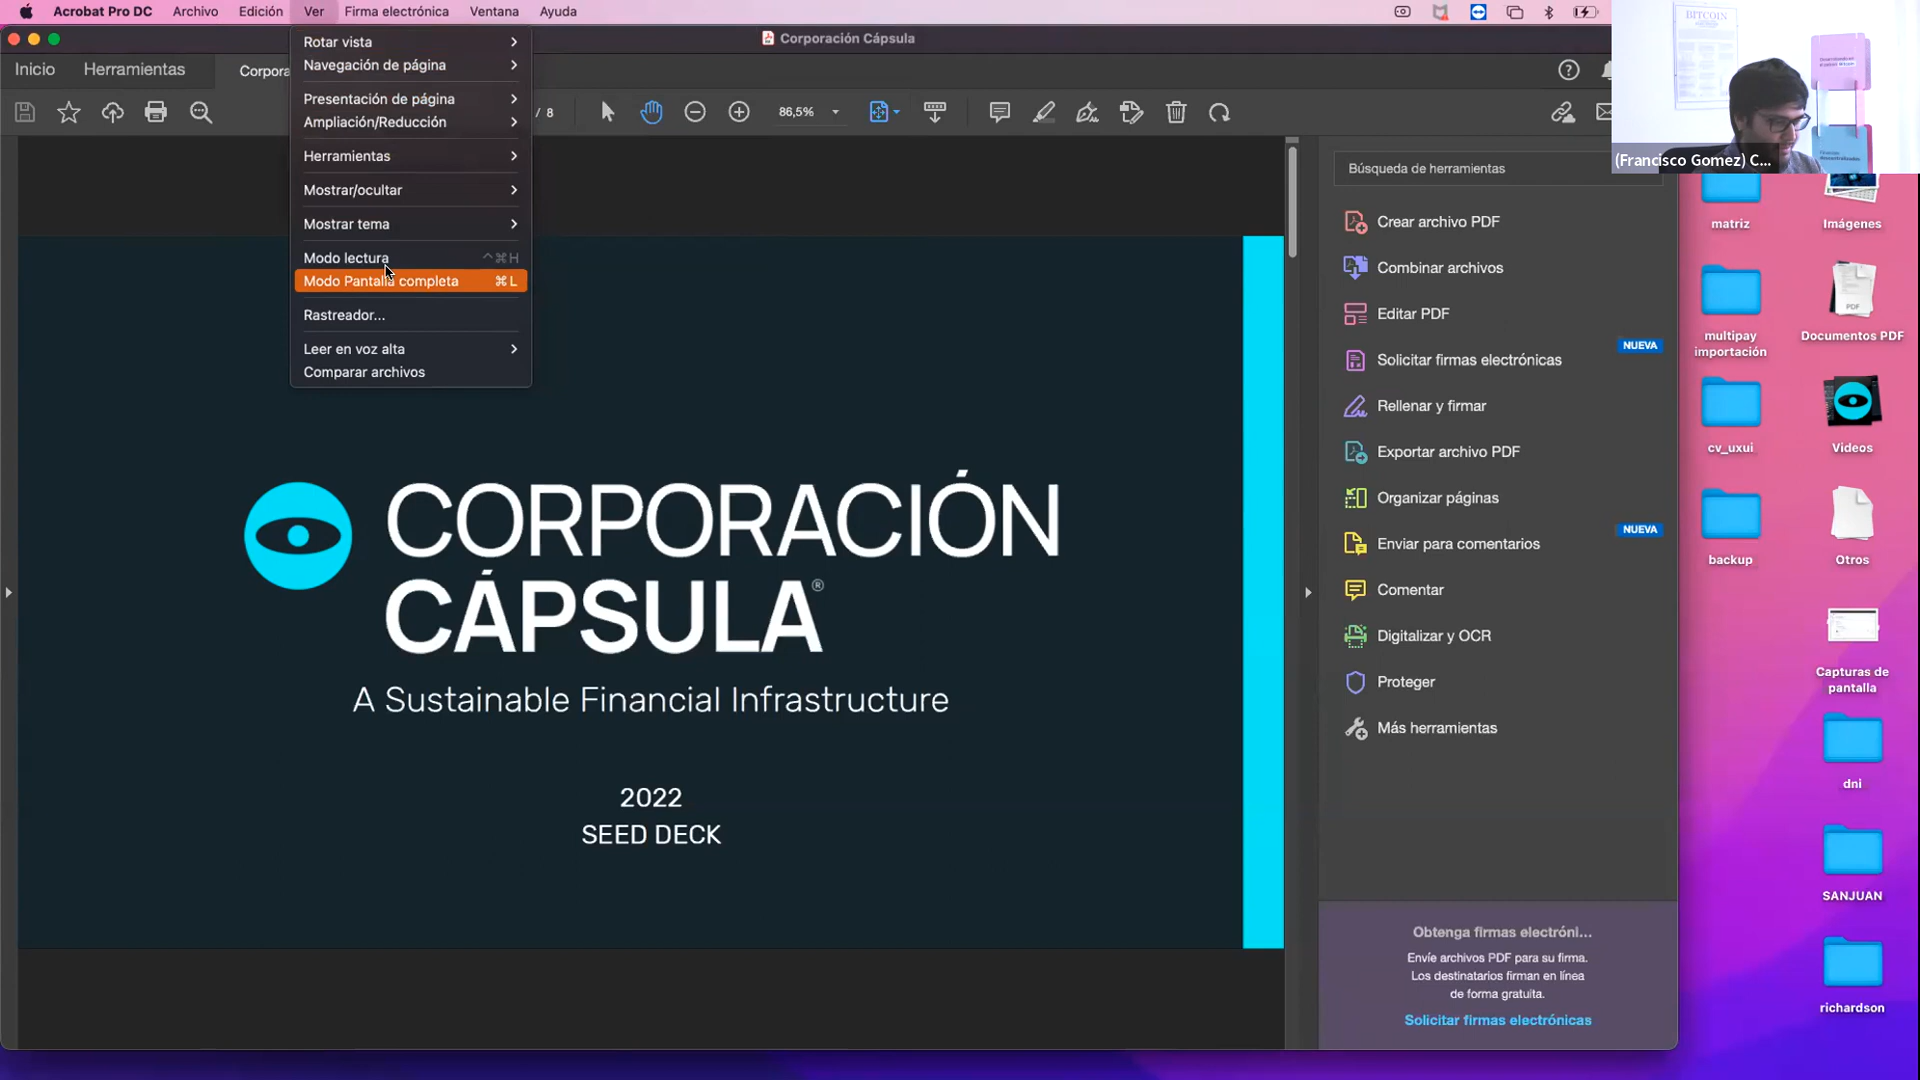 Acrobat Pro DC Archivo Edición Ver Firma electrónica Ventana Ayuda
Corporación Cápsula
Inicio Herramientas Corpora
/ 8 86,5%
Rotar vista
Navegación de página
Presentación de página
Ampliación/Reducción
Herramientas
Mostrar/ocultar
Mostrar tema
Modo lectura ^⌘H
Modo Pantalla completa ⌘L
Rastreador...
Leer en voz alta
Comparar archivos
CORPORACIÓN
CÁPSULA®
A Sustainable Financial Infrastructure
2022
SEED DECK
Búsqueda de herramientas
Crear archivo PDF
Combinar archivos
Editar PDF
NUEVA
Solicitar firmas electrónicas
Rellenar y firmar
Exportar archivo PDF
Organizar páginas
NUEVA
Enviar para comentarios
Comentar
Digitalizar y OCR
Proteger
Más herramientas
Obtenga firmas electróni...
Envíe archivos PDF para su firma.
Los destinatarios firman en línea
de forma gratuita.
Solicitar firmas electrónicas
BITCOIN
(Francisco Gomez) C...
matriz
Imágenes
multipay
importación
PDF
Documentos PDF
cv_uxui
Videos
backup
Otros
Capturas de
pantalla
dni
SANJUAN
richardson